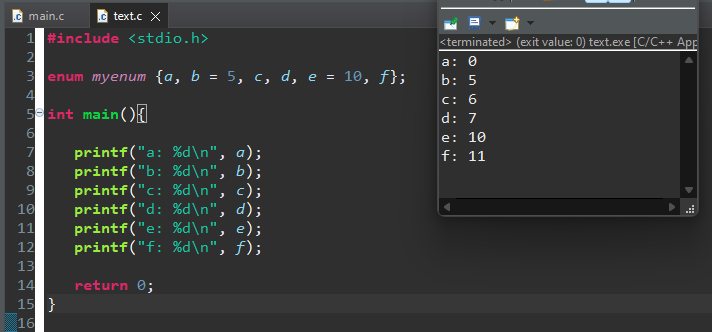 main.c text.c
1 #include <stdio.h>
2
3 enum myenum {a, b = 5, c, d, e = 10, f};
4
5 int main(){
6
7 printf("a: %d\n", a);
8 printf("b: %d\n", b);
9 printf("c: %d\n", c);
10 printf("d: %d\n", d);
11 printf("e: %d\n", e);
12 printf("f: %d\n", f);
13
14 return 0;
15 }
16
<terminated> (exit value: 0) text.exe [C/C++ App
a: 0
b: 5
c: 6
d: 7
e: 10
f: 11